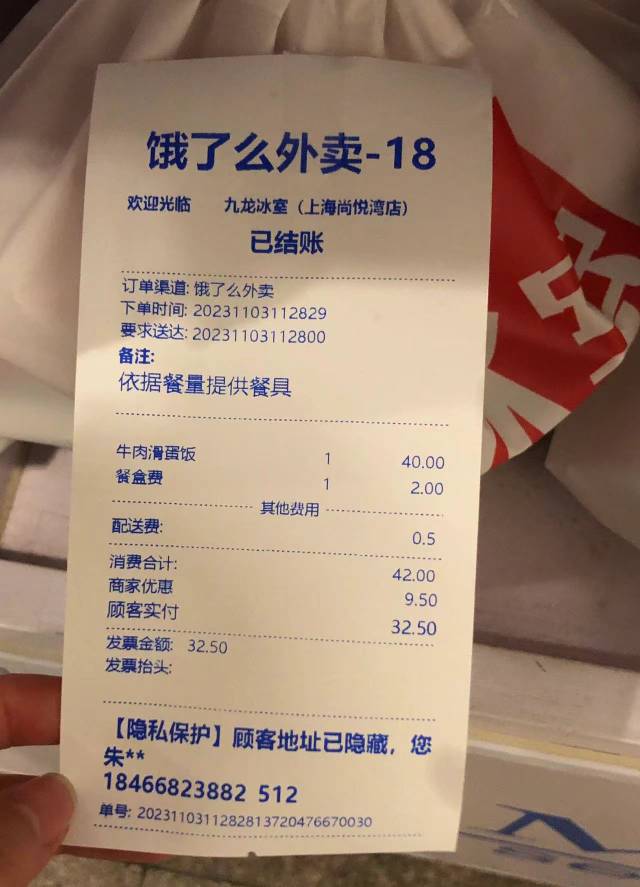 饿了么外卖-18
欢迎光临 九龙冰室（上海尚悦湾店）
已结账
订单渠道: 饿了么外卖
下单时间: 20231103112829
要求送达: 20231103112800
备注:
依据餐量提供餐具
牛肉滑蛋饭 1 40.00
餐盒费 1 2.00
其他费用
配送费: 0.5
消费合计: 42.00
商家优惠 9.50
顾客实付 32.50
发票金额: 32.50
发票抬头:
【隐私保护】顾客地址已隐藏，您
朱**
18466823882 512
单号: 2023110311282813720476670030